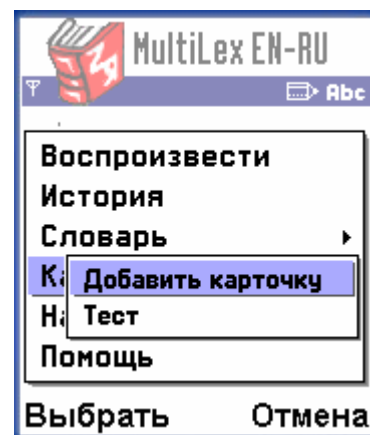 MultiLex EN-RU
Abc
Воспроизвести
История
Словарь
Добавить карточку
Тест
Помощь
Выбрать Отмена